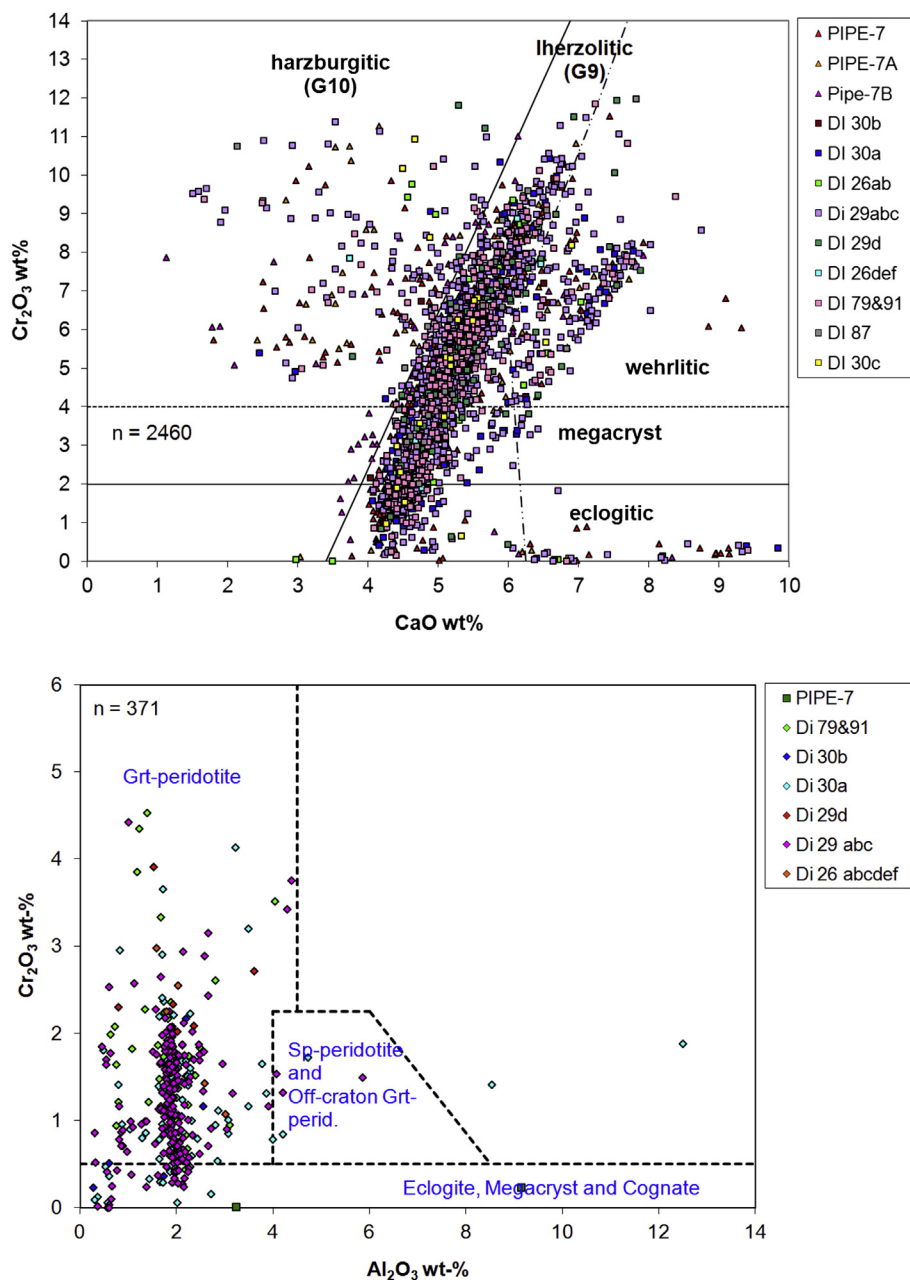 14
13
12
11
10
9
8
7
6
5
4
3
2
1
0
Cr₂O₃ wt%
harzburgitic
(G10)
lherzolitic
(G9)
wehrlitic
n = 2460
megacryst
eclogitic
0 1 2 3 4 5 6 7 8 9 10
CaO wt%
PIPE-7
PIPE-7A
Pipe-7B
DI 30b
DI 30a
DI 26ab
Di 29abc
DI 29d
DI 26def
DI 79&91
DI 87
DI 30c
6
5
4
3
2
1
0
Cr₂O₃ wt-%
n = 371
Grt-peridotite
Sp-peridotite
and
Off-craton Grt-
perid.
Eclogite, Megacryst and Cognate
0 2 4 6 8 10 12 14
Al₂O₃ wt-%
PIPE-7
Di 79&91
Di 30b
Di 30a
Di 29d
Di 29 abc
Di 26 abcdef